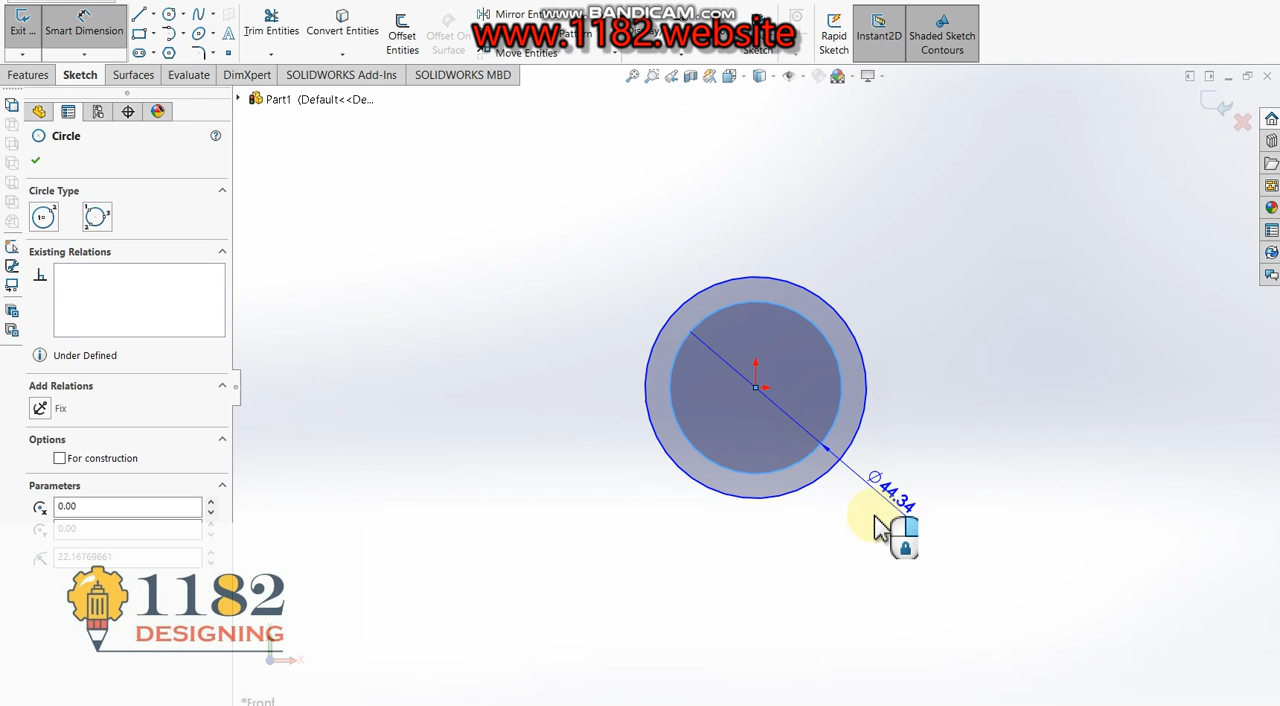 www.BANDICAM.com
www.1182.website
Exit ...
Smart Dimension
Trim Entities
Convert Entities
Offset Entities
Offset On Surface
Mirror Entit
Pattern
Move Entities
Sketch
Rapid Sketch
Instant2D
Shaded Sketch Contours
Features
Sketch
Surfaces
Evaluate
DimXpert
SOLIDWORKS Add-Ins
SOLIDWORKS MBD
Part1 (Default<<De...
Circle
Circle Type
Existing Relations
Under Defined
Add Relations
Fix
Options
For construction
Parameters
0.00
0.00
22.16769661
Ø44.34
1182
DESIGNING
X
*Front